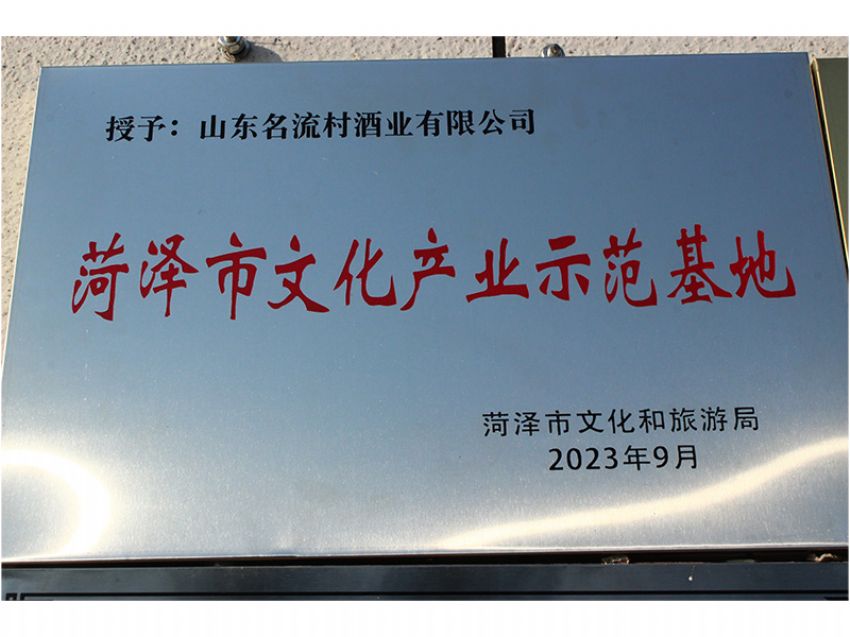 授予：山东名流村酒业有限公司
菏泽市文化产业示范基地
菏泽市文化和旅游局
2023年9月